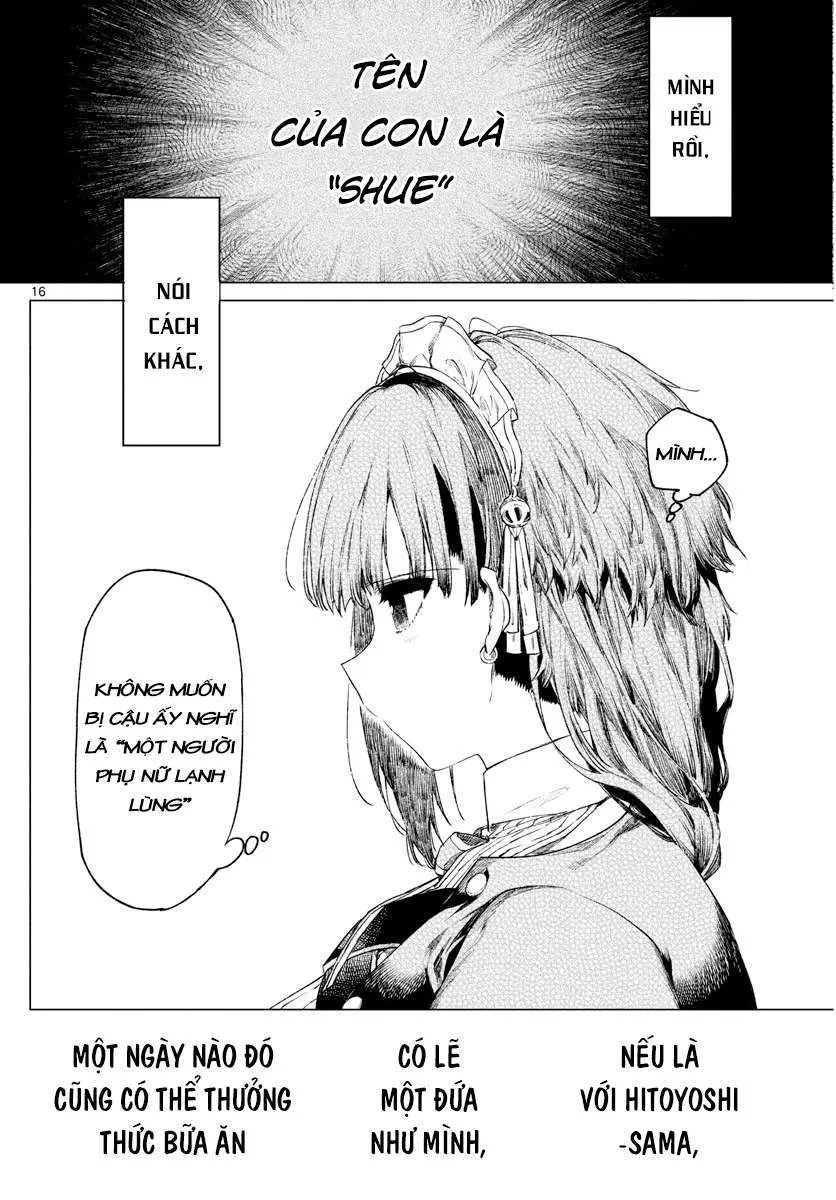 MÌNH
HIỂU
RỒI,
TÊN
CỦA CON LÀ
"SHUE"
NÓI
CÁCH
KHÁC,
16
MÌNH...
KHÔNG MUỐN
BỊ CẬU ẤY NGHĨ
LÀ "MỘT NGƯỜI
PHỤ NỮ LẠNH
LÙNG"
NẾU LÀ
VỚI HITOYOSHI
-SAMA,
CÓ LẼ
MỘT ĐỨA
NHƯ MÌNH,
MỘT NGÀY NÀO ĐÓ
CŨNG CÓ THỂ THƯỞNG
THỨC BỮA ĂN